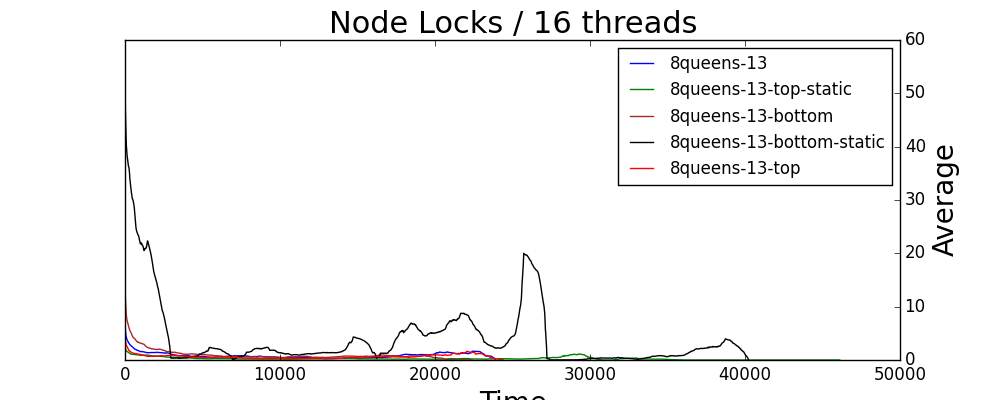 Node Locks / 16 threads
60
50
40
30
20
10
0
Average
8queens-13
8queens-13-top-static
8queens-13-bottom
8queens-13-bottom-static
8queens-13-top
0 10000 20000 30000 40000 50000
Time